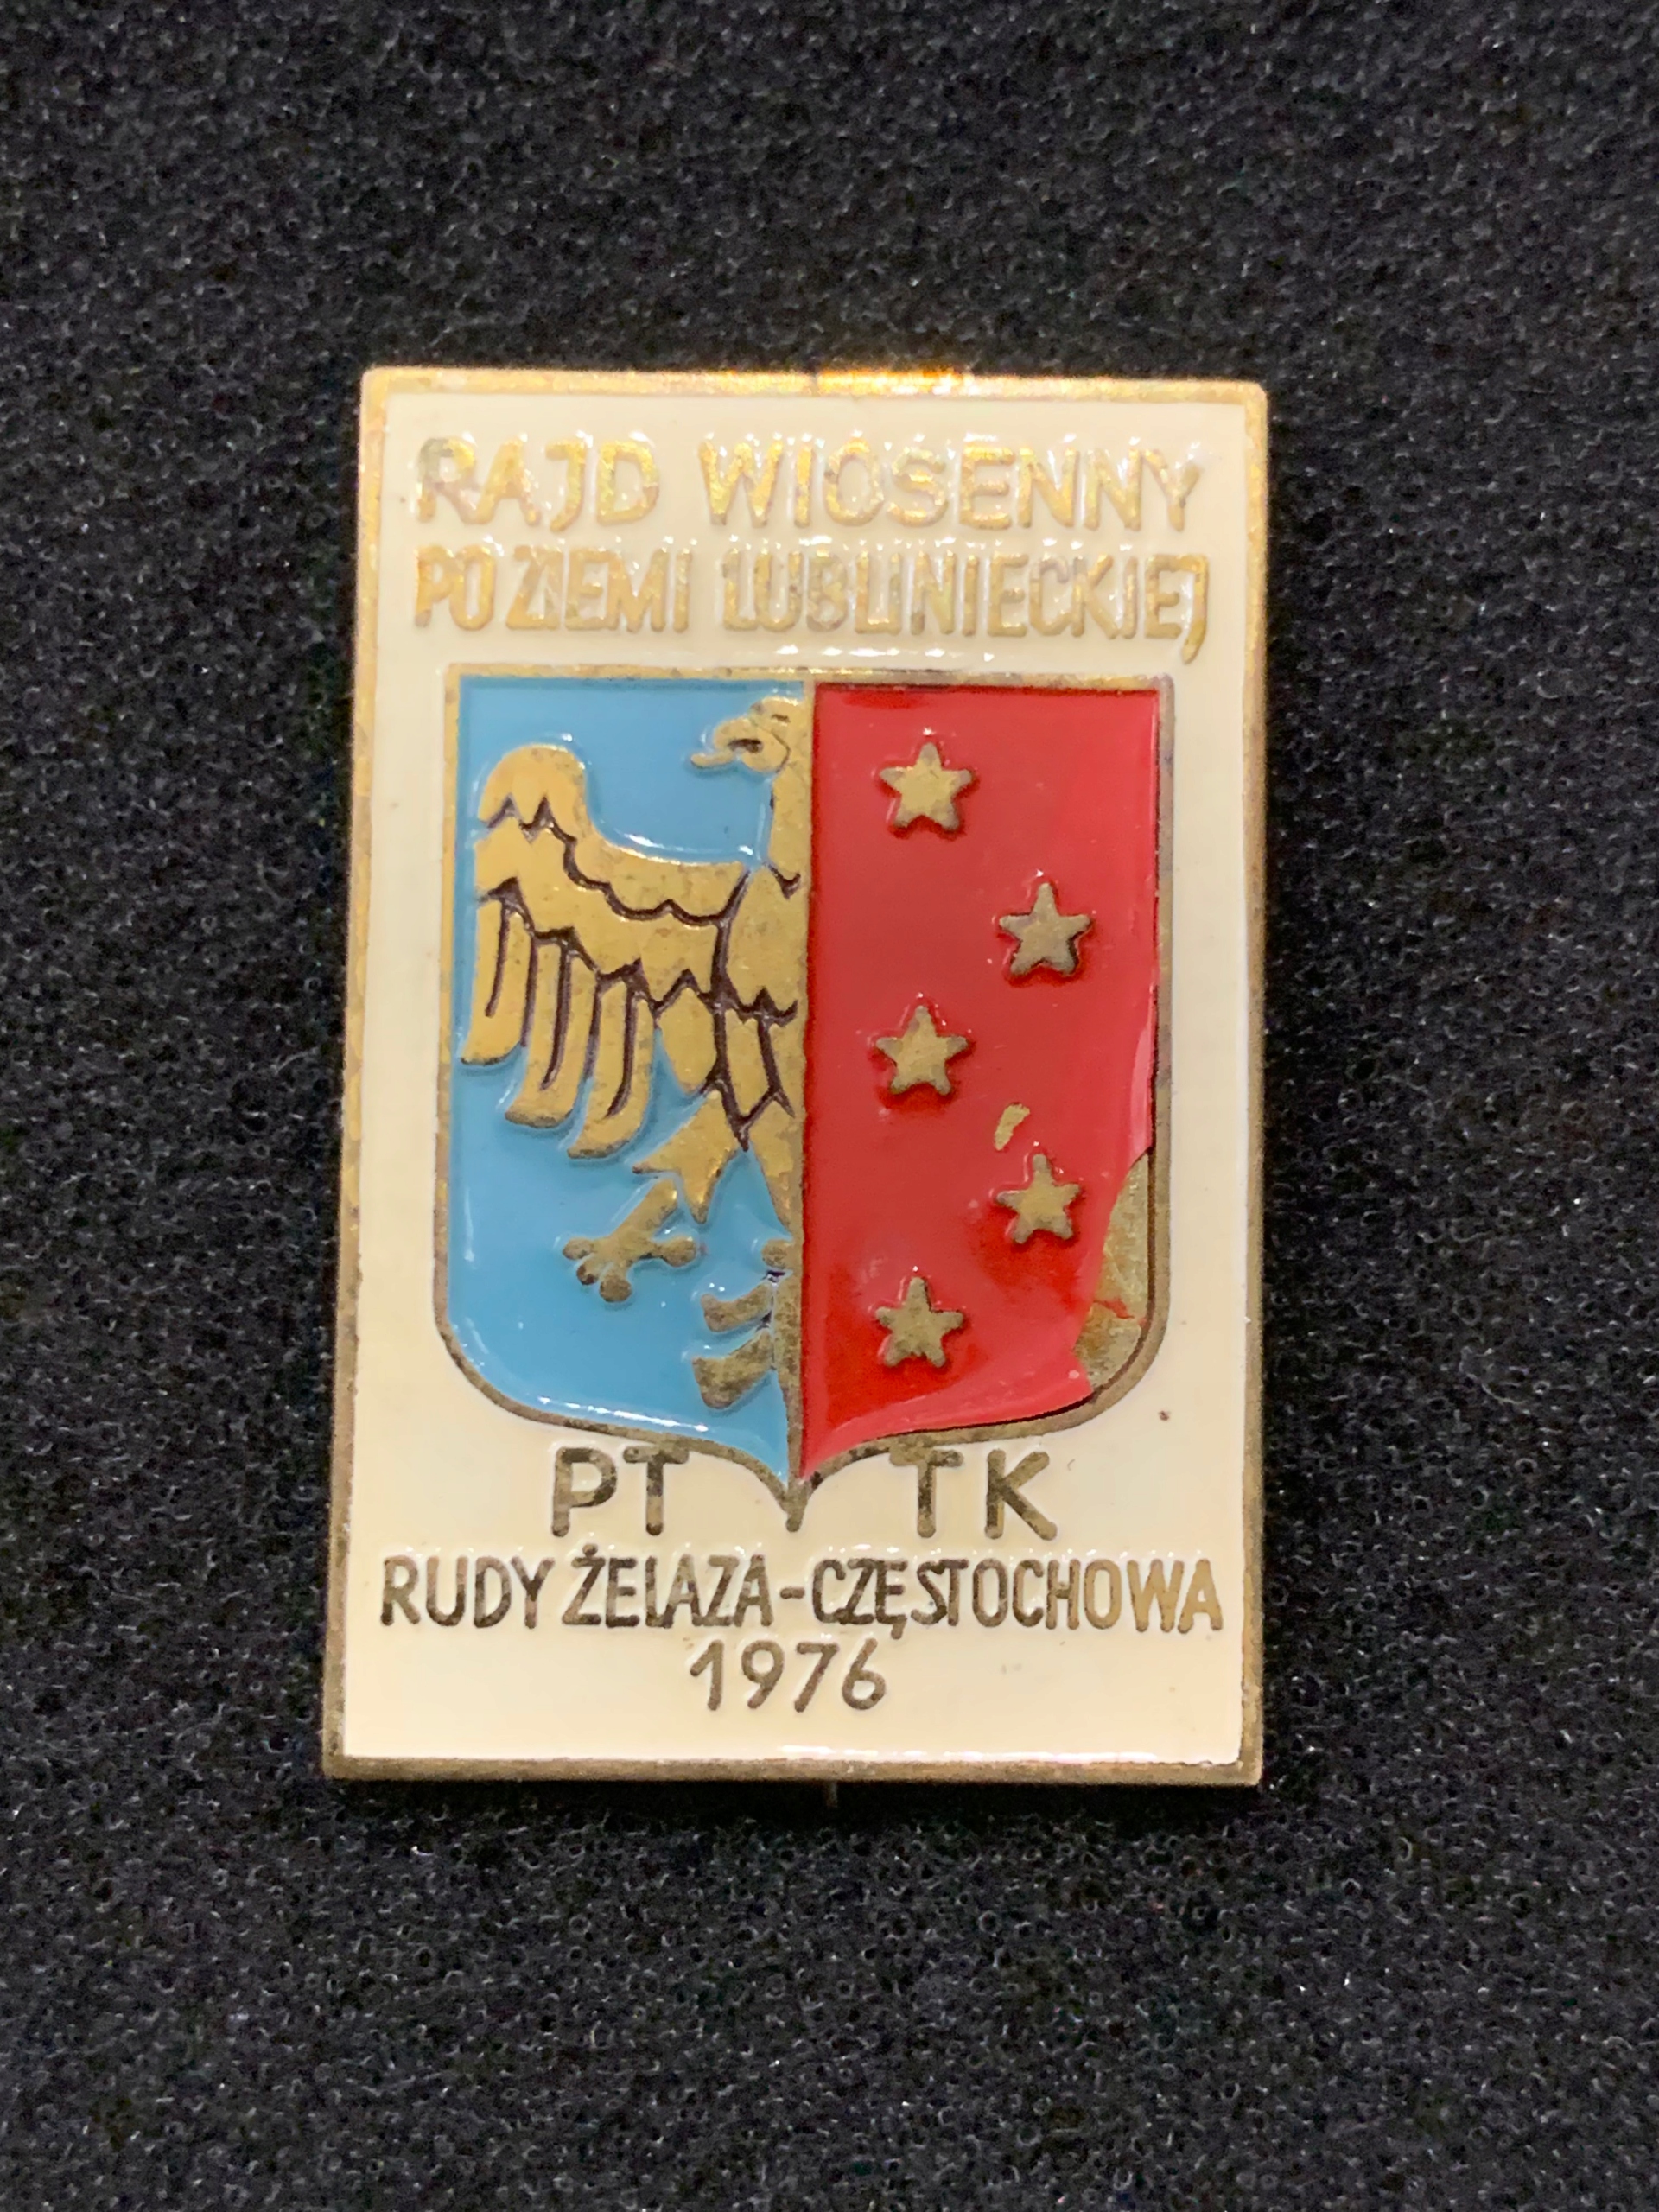 RAJD WIOSENNY
PO ZIEMI LUBLINIECKIEJ
PT TK
RUDY ŻELAZA-CZĘSTOCHOWA
1976